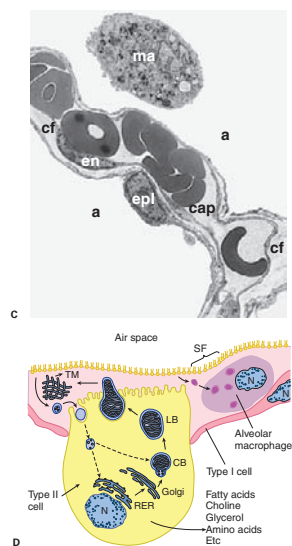 ma
cf
a
en
a
epl
cap
cf
C
Air space
SF
TM
N
N
LB
Alveolar
macrophage
CB
Type I cell
Type II
cell
Golgi
RER
N
Fatty acids
Choline
Glycerol
Amino acids
Etc
D